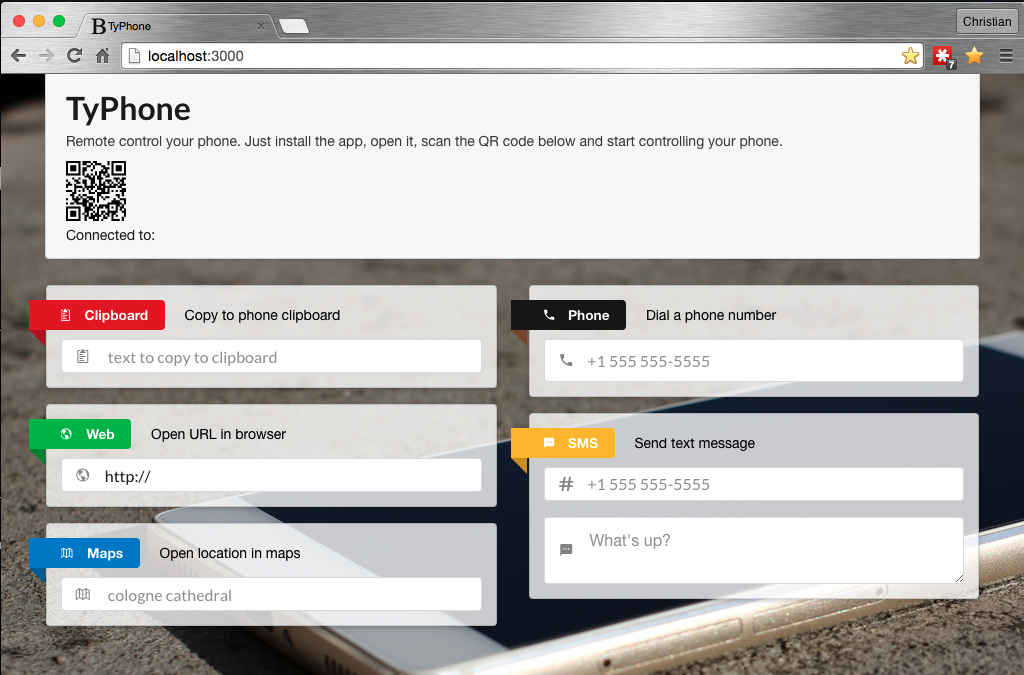 TyPhone
Christian
localhost:3000
7
TyPhone
Remote control your phone. Just install the app, open it, scan the QR code below and start controlling your phone.
Connected to:
Clipboard Copy to phone clipboard
text to copy to clipboard
Web Open URL in browser
http://
Maps Open location in maps
cologne cathedral
Phone Dial a phone number
+1 555 555-5555
SMS Send text message
# +1 555 555-5555
What's up?